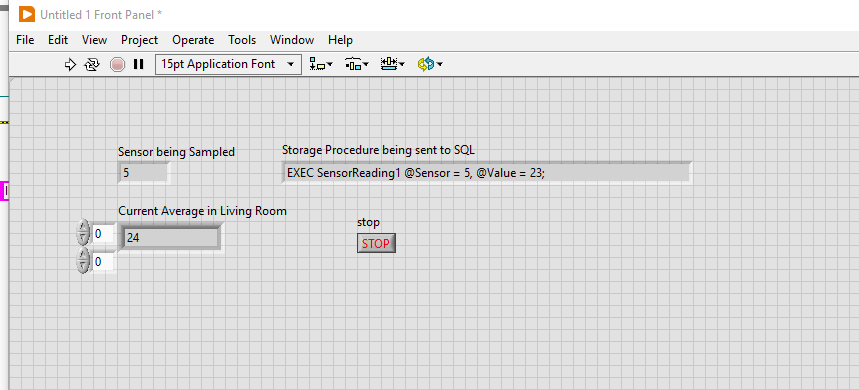 Untitled 1 Front Panel *
File Edit View Project Operate Tools Window Help
15pt Application Font
Sensor being Sampled
Storage Procedure being sent to SQL
5
EXEC SensorReading1 @Sensor = 5, @Value = 23;
Current Average in Living Room
stop
0
24
STOP
0